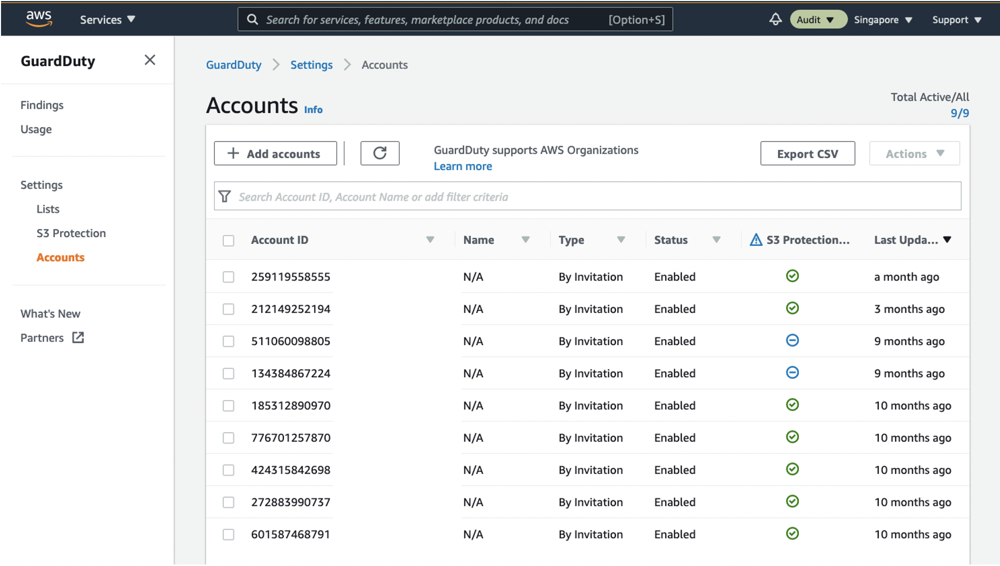 aws Services Search for services, features, marketplace products, and docs [Option+S] Audit Singapore Support
GuardDuty
Findings
Usage
Settings
Lists
S3 Protection
Accounts
What's New
Partners
GuardDuty Settings Accounts
Accounts Info
Total Active/All
9/9
Add accounts
GuardDuty supports AWS Organizations
Learn more
Export CSV
Actions
Search Account ID, Account Name or add filter criteria
Account ID Name Type Status S3 Protection... Last Upda...
259119558555 N/A By Invitation Enabled a month ago
212149252194 N/A By Invitation Enabled 3 months ago
511060098805 N/A By Invitation Enabled 9 months ago
134384867224 N/A By Invitation Enabled 9 months ago
185312890970 N/A By Invitation Enabled 10 months ago
776701257870 N/A By Invitation Enabled 10 months ago
424315842698 N/A By Invitation Enabled 10 months ago
272883990737 N/A By Invitation Enabled 10 months ago
601587468791 N/A By Invitation Enabled 10 months ago